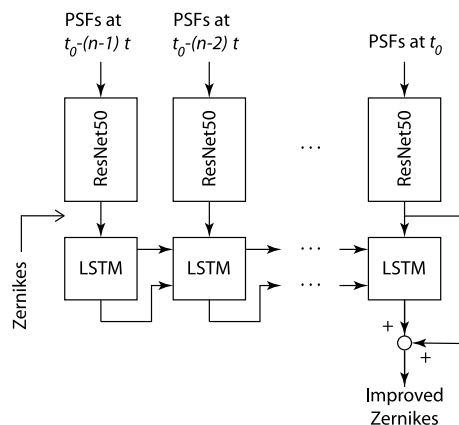 PSFs at
t0-(n-1) t
PSFs at
t0-(n-2) t
PSFs at t0
ResNet50
ResNet50
...
ResNet50
Zernikes
LSTM
LSTM
...
...
LSTM
+
+
Improved
Zernikes